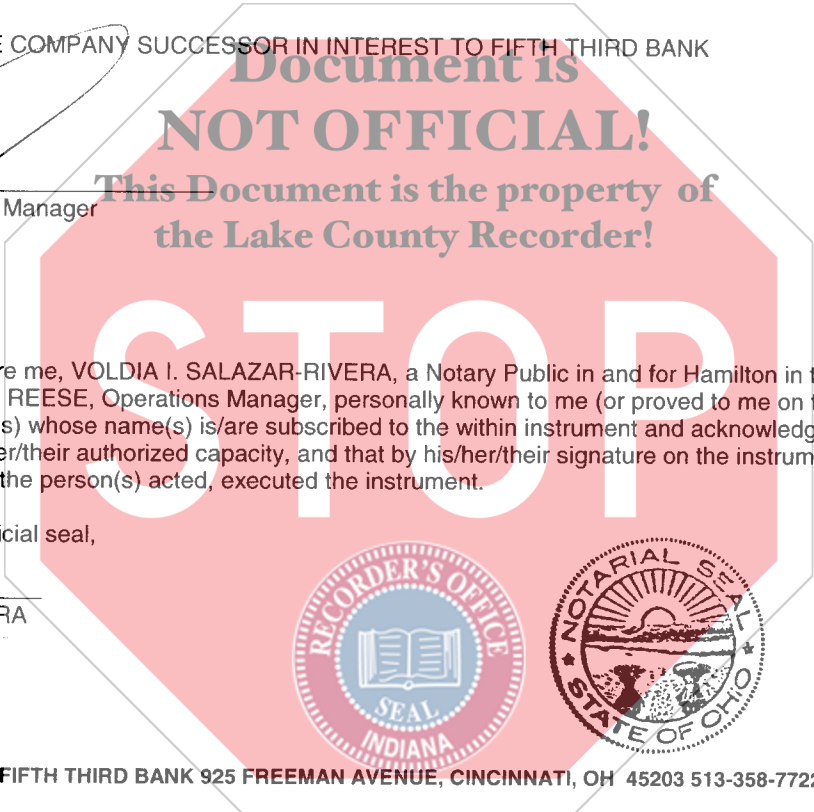 E COMPANY SUCCESSOR IN INTEREST TO FIFTH THIRD BANK
Document is
NOT OFFICIAL!
This Document is the property of
Manager
the Lake County Recorder!
STOP
re me, VOLDIA I. SALAZAR-RIVERA, a Notary Public in and for Hamilton in t
REESE, Operations Manager, personally known to me (or proved to me on t
s) whose name(s) is/are subscribed to the within instrument and acknowledg
er/their authorized capacity, and that by his/her/their signature on the instrum
the person(s) acted, executed the instrument.
icial seal,
RA
RECORDER'S OFFICE
SEAL
INDIANA
NOTARIAL SEAL
STATE OF OHIO
FIFTH THIRD BANK 925 FREEMAN AVENUE, CINCINNATI, OH 45203 513-358-7722